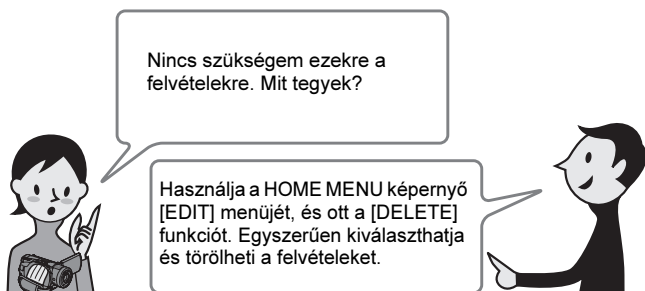 Nincs szükségem ezekre a
felvételekre. Mit tegyek?
Használja a HOME MENU képernyő
[EDIT] menüjét, és ott a [DELETE]
funkciót. Egyszerűen kiválaszthatja
és törölheti a felvételeket.